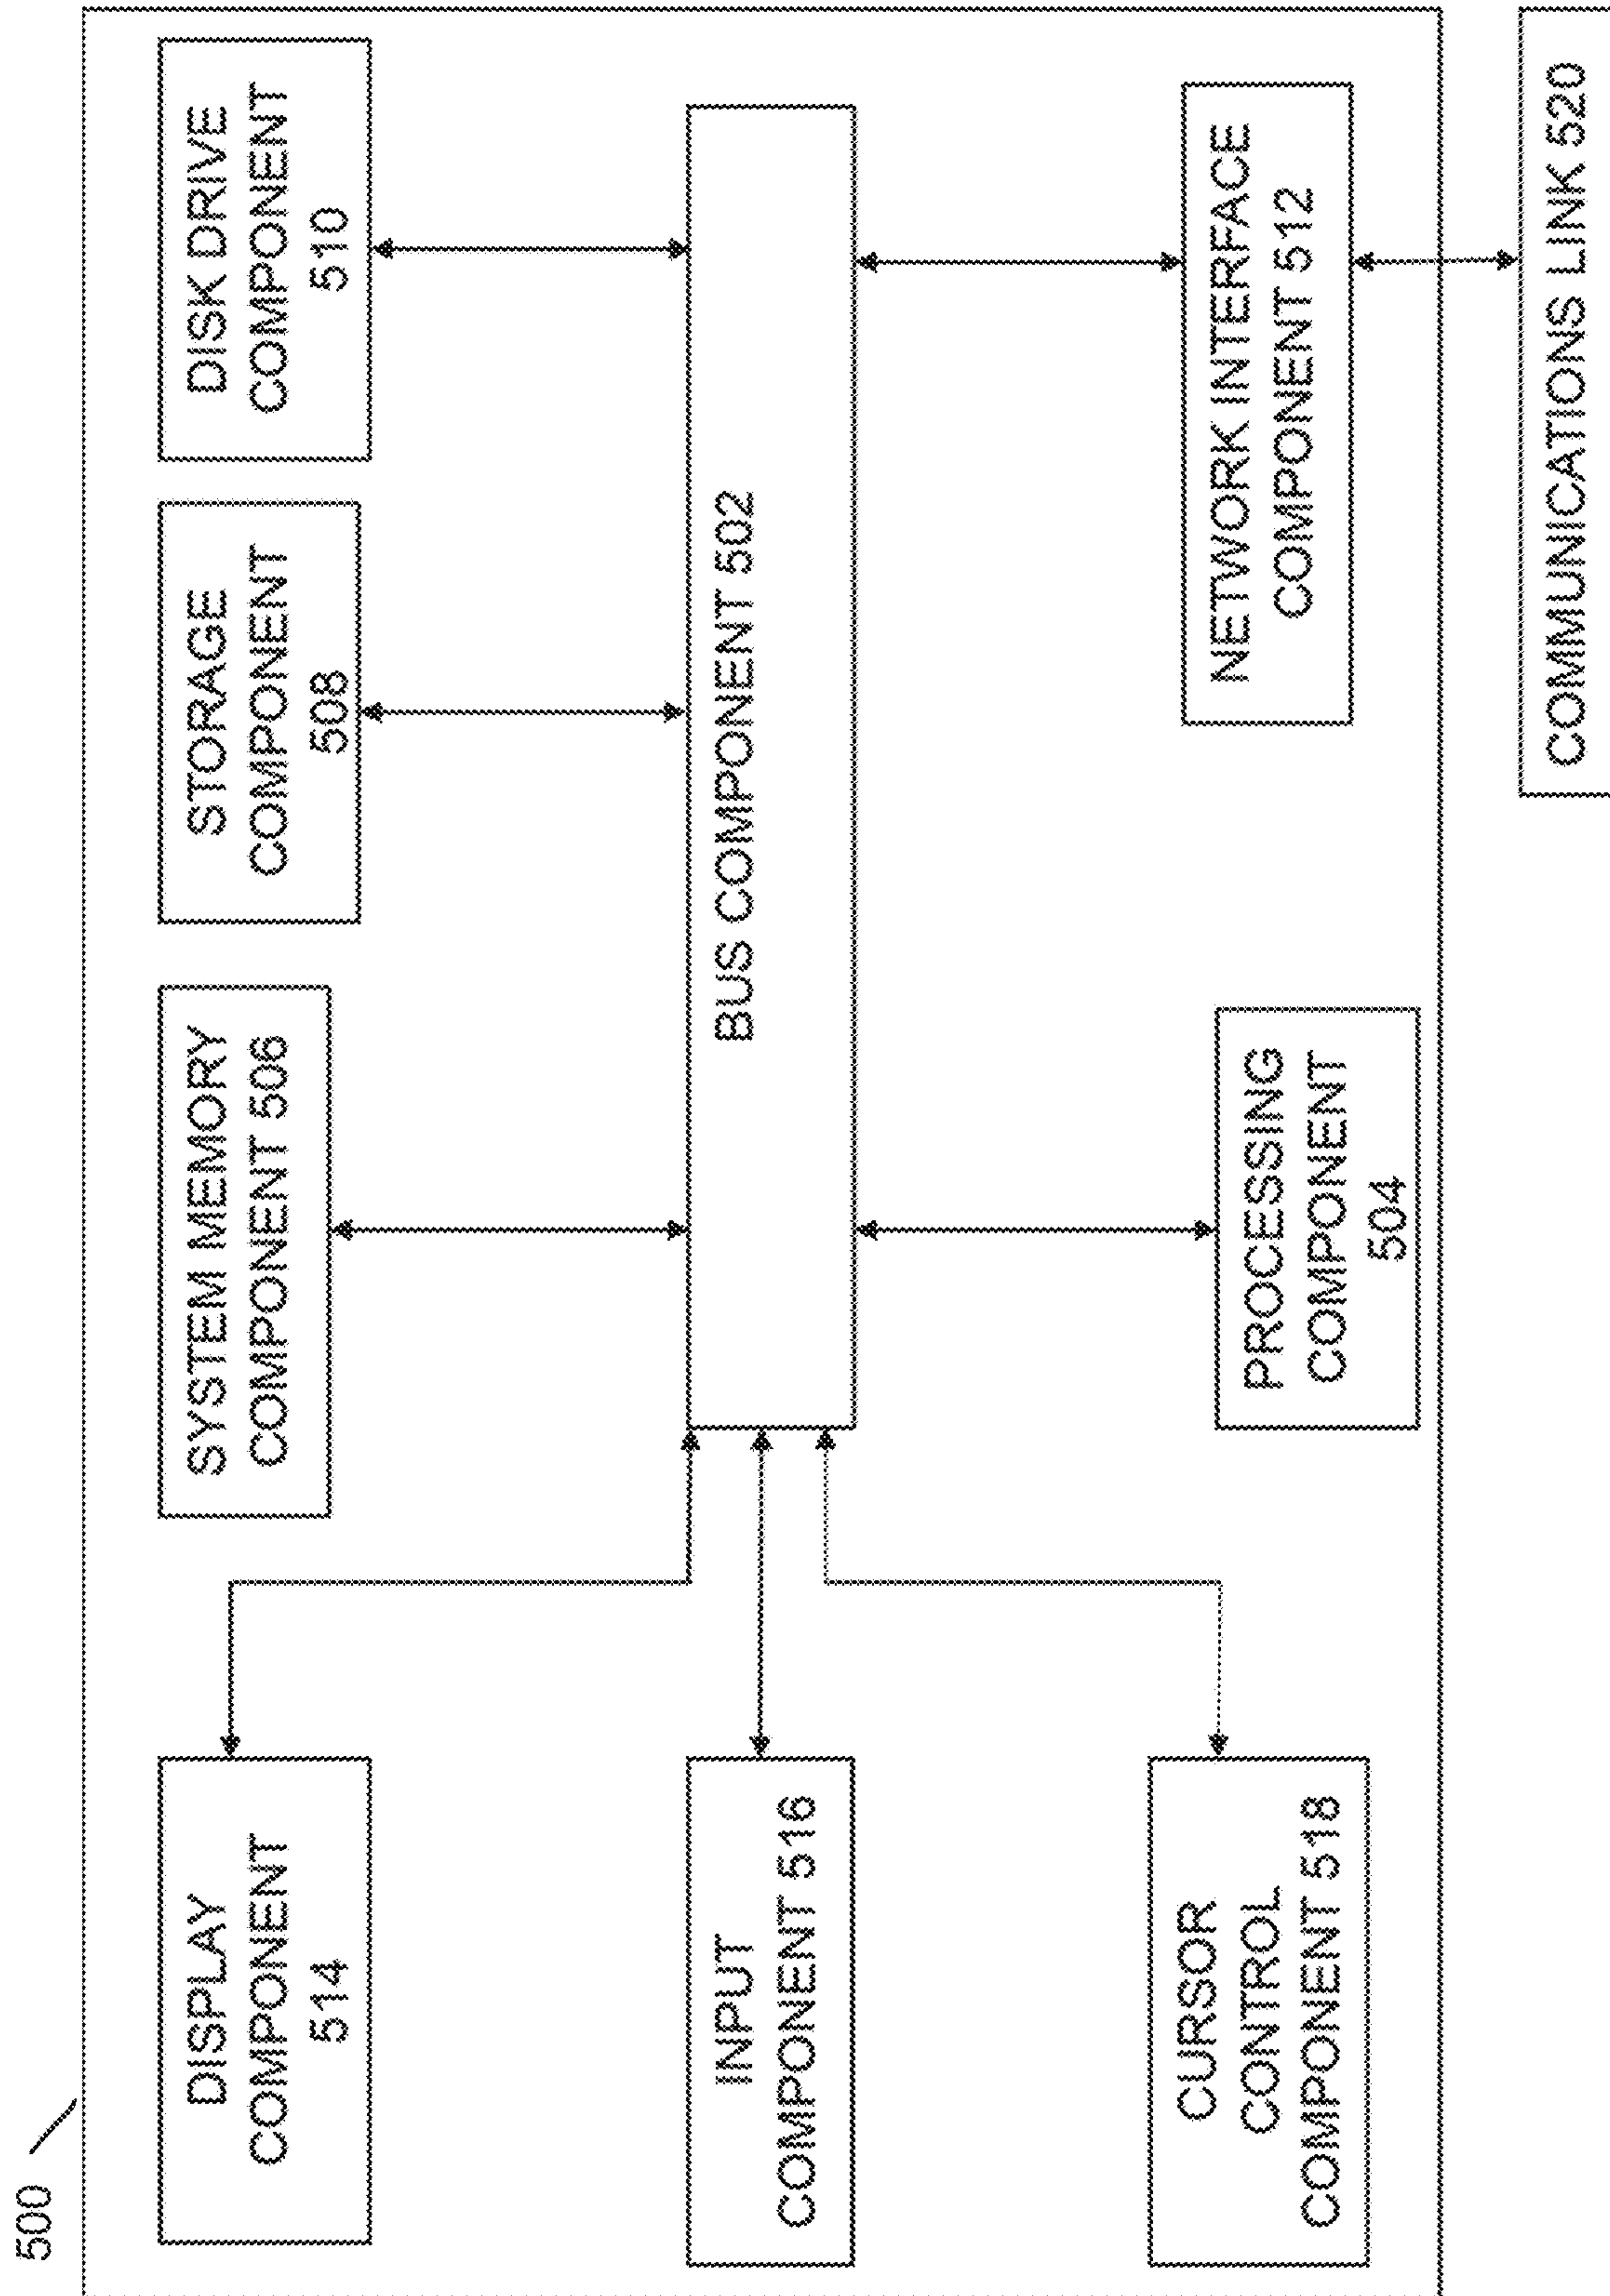 500
DISPLAY
COMPONENT
514
SYSTEM MEMORY
COMPONENT 506
STORAGE
COMPONENT
508
DISK DRIVE
COMPONENT
510
INPUT
COMPONENT 516
BUS COMPONENT 502
CURSOR
CONTROL
COMPONENT 518
PROCESSING
COMPONENT
504
NETWORK INTERFACE
COMPONENT 512
COMMUNICATIONS LINK 520